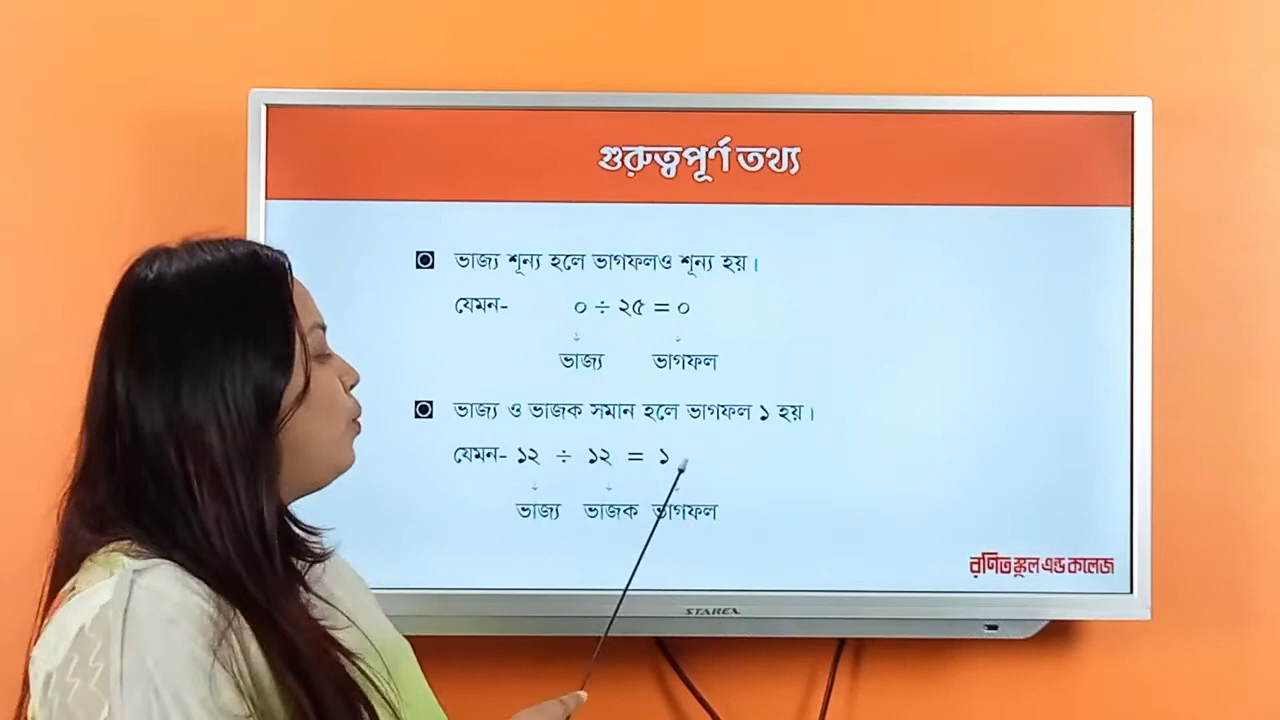 গুরুত্বপূর্ণ তথ্য
ভাজ্য শূন্য হলে ভাগফলও শূন্য হয়।
যেমন- ০ ÷ ২৫ = ০
ভাজ্য ভাগফল
ভাজ্য ও ভাজক সমান হলে ভাগফল ১ হয়।
যেমন- ১২ ÷ ১২ = ১
ভাজ্য ভাজক ভাগফল
রণিত স্কুল এন্ড কলেজ
STAREX